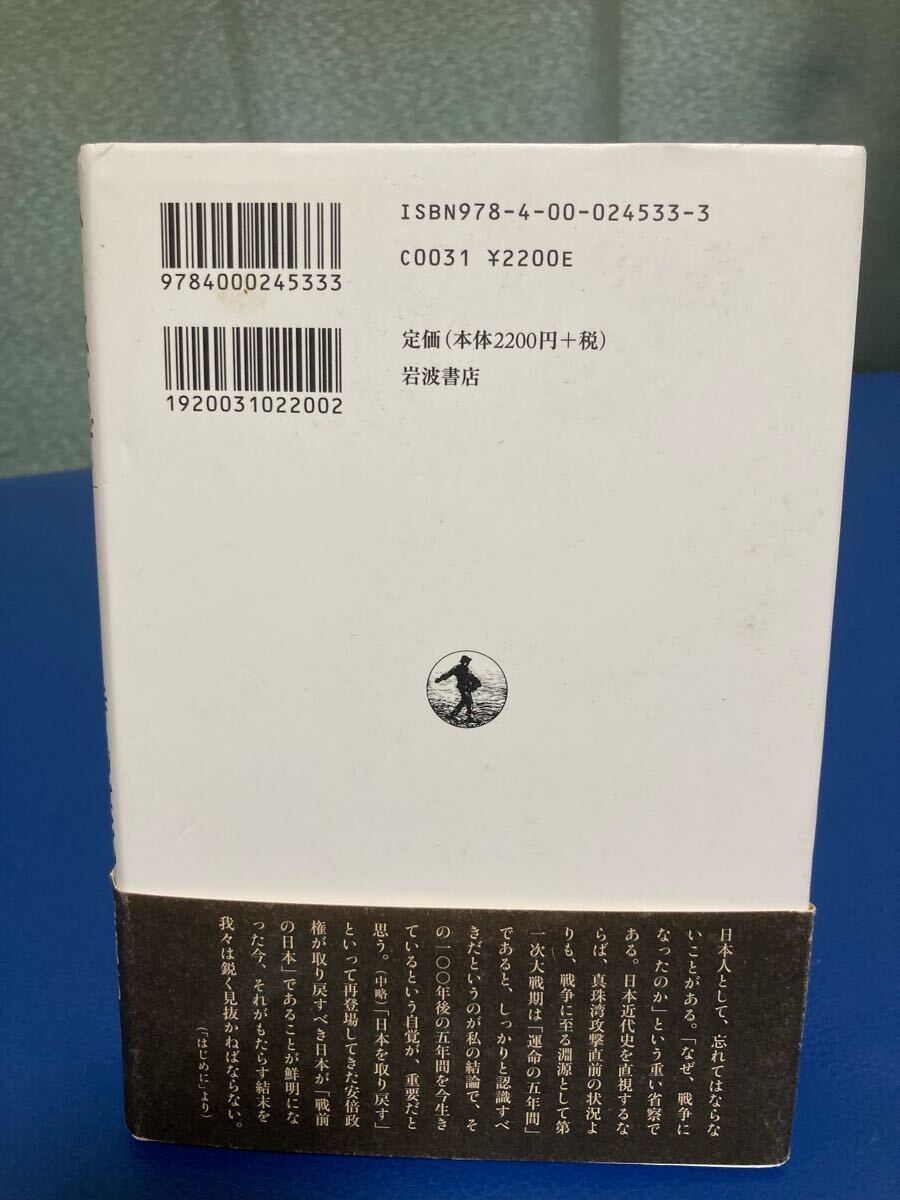 ISBN978-4-00-024533-3
C0031 ¥2200E
9784000245333
定価(本体2200円+税)
岩波書店
1920031022002
日本人として、忘れてはならな
いことがある。「なぜ、戦争に
なったのか」という重い省察で
ある。日本近代史を直視するな
らば、真珠湾攻撃直前の状況よ
りも、戦争に至る淵源として第
一次大戦期は「運命の五年間」
であると、しっかりと認識すべ
きだというのが私の結論で、そ
の一〇〇年後の五年間を今生き
ているという自覚が、重要だと
思う。(中略)「日本を取り戻す」
といって再登場してきた安倍政
権が取り戻すべき日本が「戦前
の日本」であることが鮮明にな
った今、それがもたらす結末を
我々は鋭く見抜かねばならない。
(「はじめに」より)